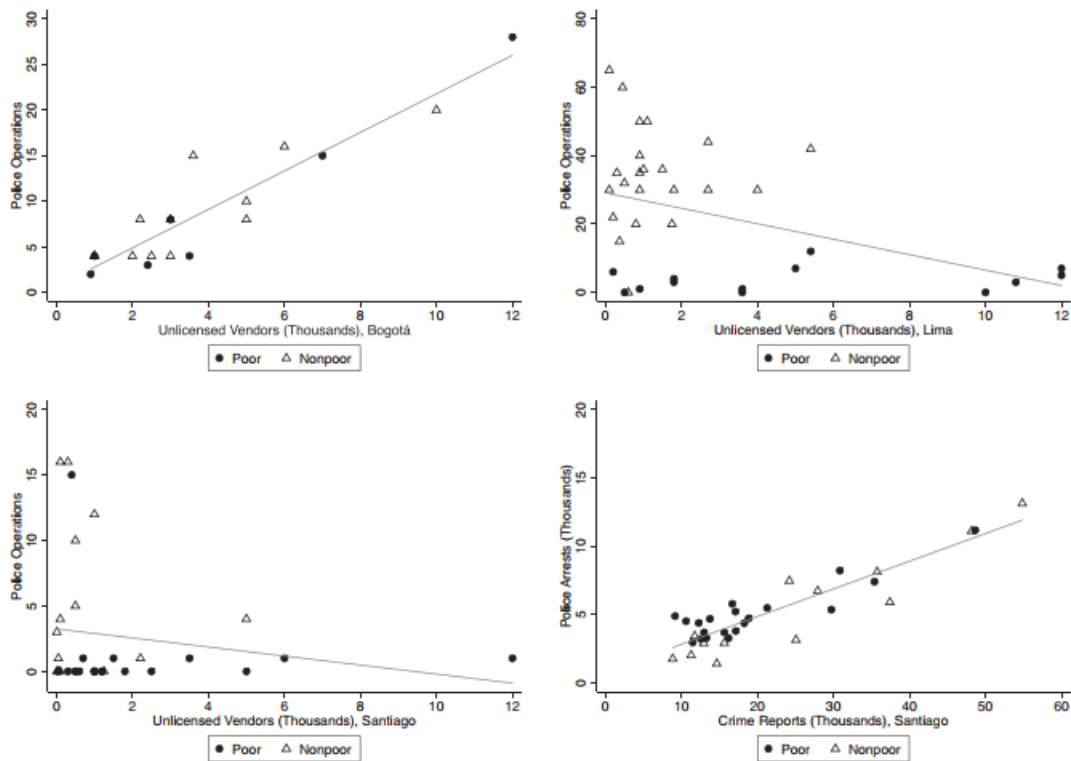 30
25
20
15
10
5
0
Police Operations
0 2 4 6 8 10 12
Unlicensed Vendors (Thousands), Bogotá
Poor Nonpoor
80
60
40
20
0
Police Operations
0 2 4 6 8 10 12
Unlicensed Vendors (Thousands), Lima
Poor Nonpoor
20
15
10
5
0
Police Operations
0 2 4 6 8 10 12
Unlicensed Vendors (Thousands), Santiago
Poor Nonpoor
20
15
10
5
0
Police Arrests (Thousands)
0 10 20 30 40 50 60
Crime Reports (Thousands), Santiago
Poor Nonpoor